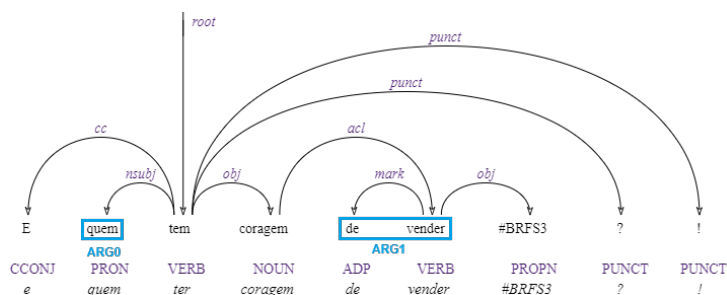 root
punct
punct
cc
acl
nsubj
obj
mark
obj
E quem tem coragem de vender #BRFS3 ? !
ARG0 ARG1
CCONJ PRON VERB NOUN ADP VERB PROPN PUNCT PUNCT
e quem ter coragem de vender #BRFS3 ? !